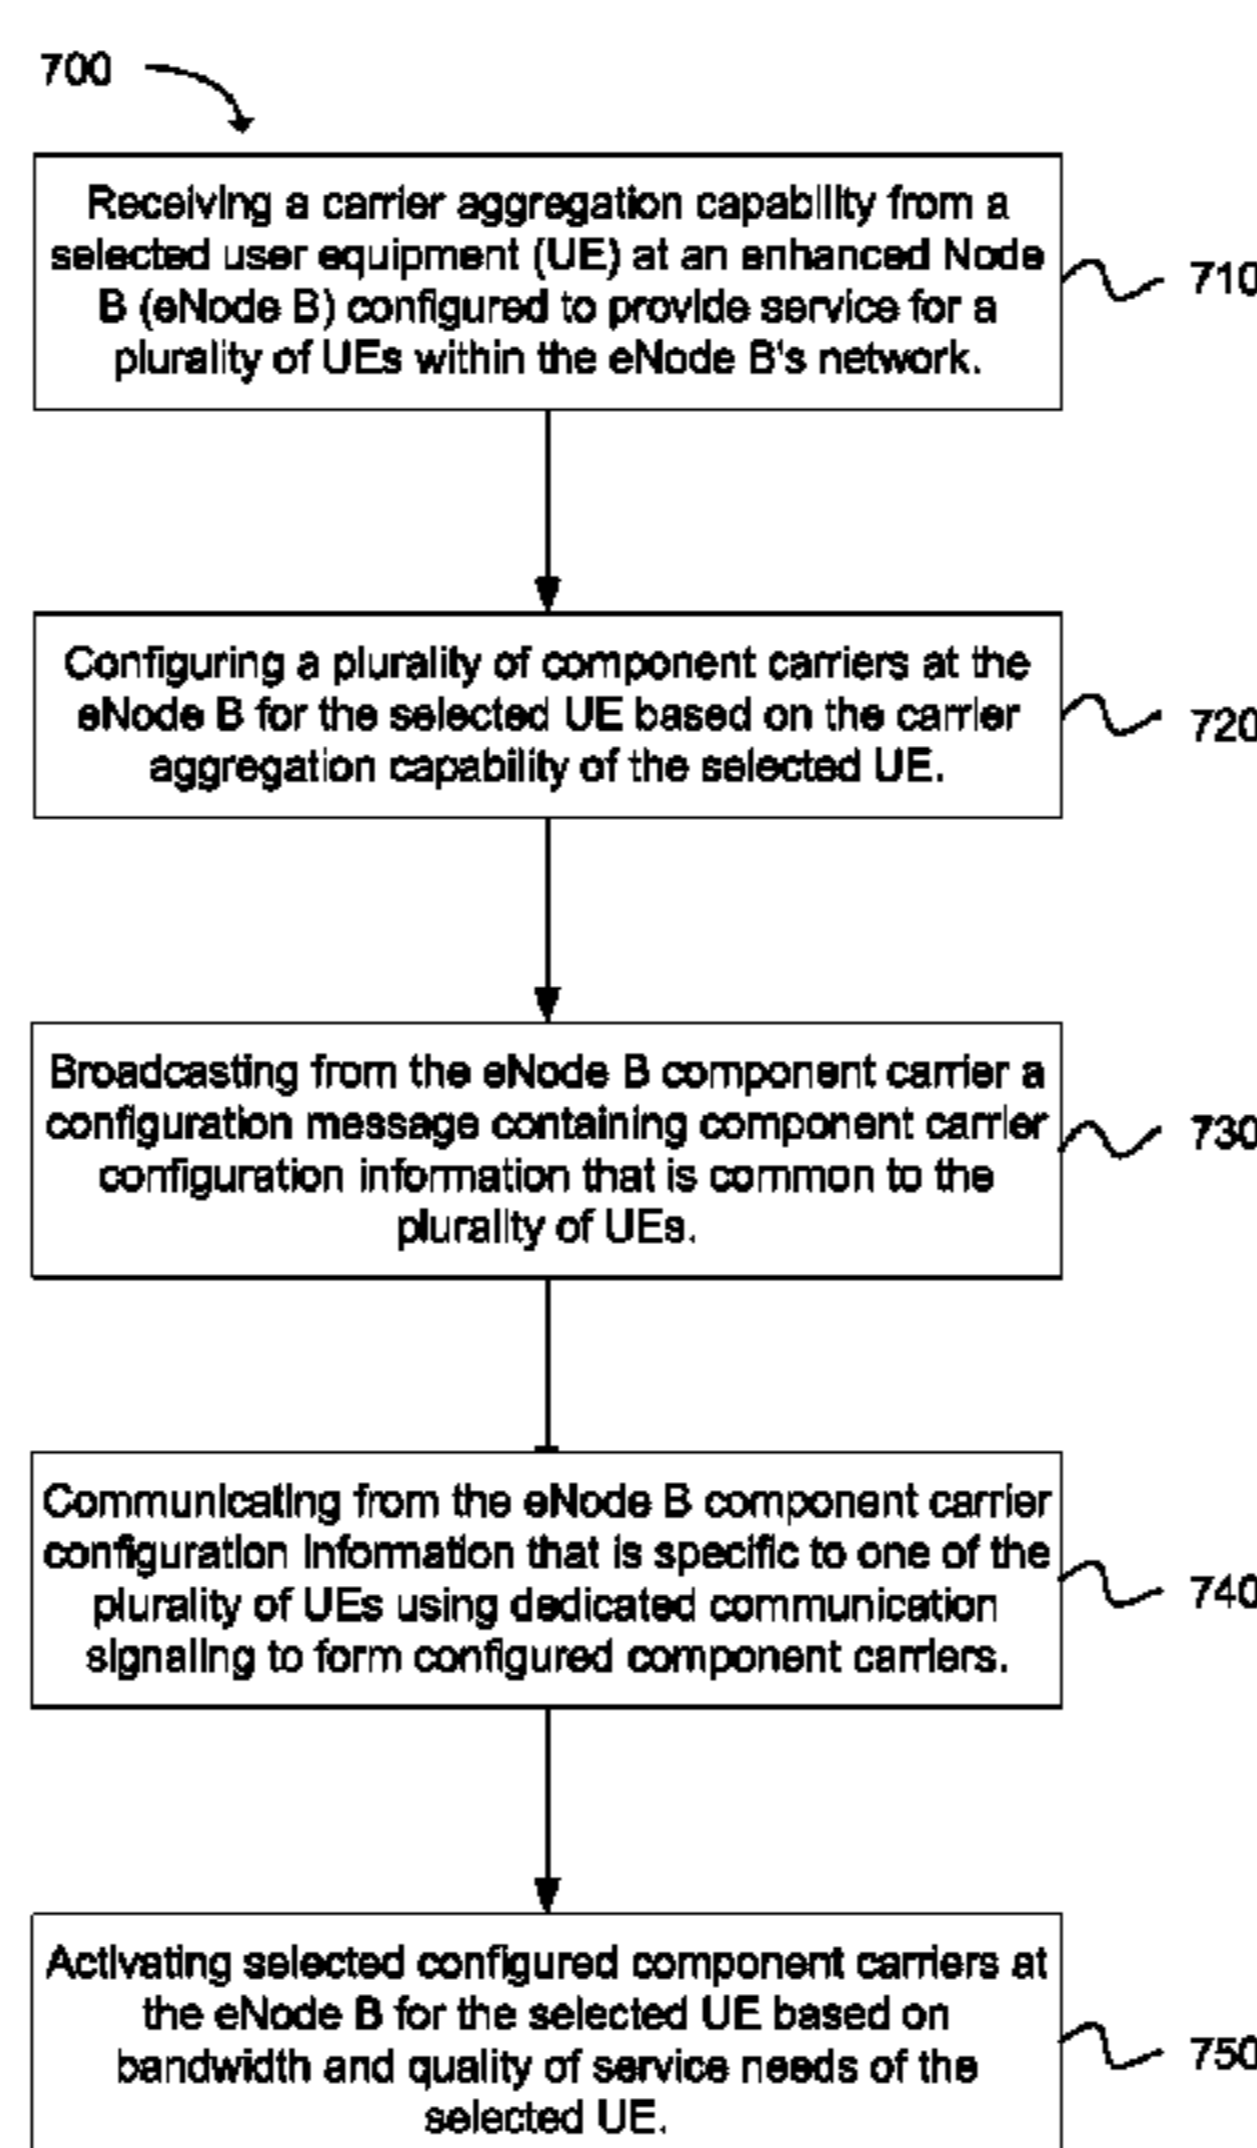 700
Receiving a carrier aggregation capability from a
selected user equipment (UE) at an enhanced Node
B (eNode B) configured to provide service for a
plurality of UEs within the eNode B's network.
710
Configuring a plurality of component carriers at the
eNode B for the selected UE based on the carrier
aggregation capability of the selected UE.
720
Broadcasting from the eNode B component carrier a
configuration message containing component carrier
configuration information that is common to the
plurality of UEs.
730
Communicating from the eNode B component carrier
configuration information that is specific to one of the
plurality of UEs using dedicated communication
signaling to form configured component carriers.
740
Activating selected configured component carriers at
the eNode B for the selected UE based on
bandwidth and quality of service needs of the
selected UE.
750